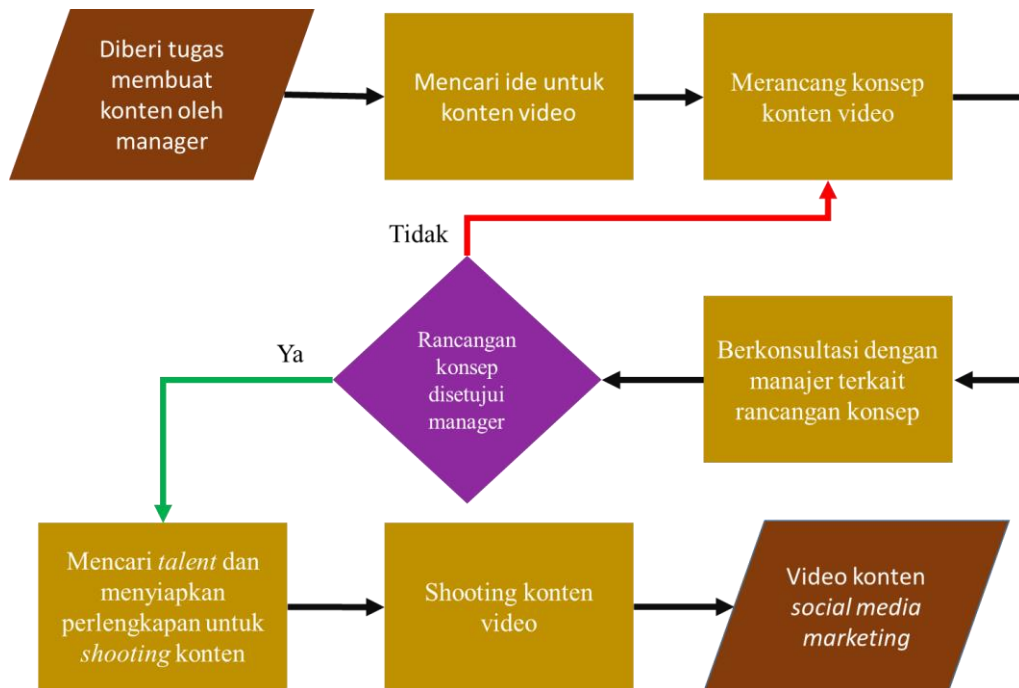 Diberi tugas
membuat
konten oleh
manager
Mencari ide untuk
konten video
Merancang konsep
konten video
Tidak
Rancangan
konsep
disetujui
manager
Ya
Berkonsultasi dengan
manajer terkait
rancangan konsep
Mencari talent dan
menyiapkan
perlengkapan untuk
shooting konten
Shooting konten
video
Video konten
social media
marketing